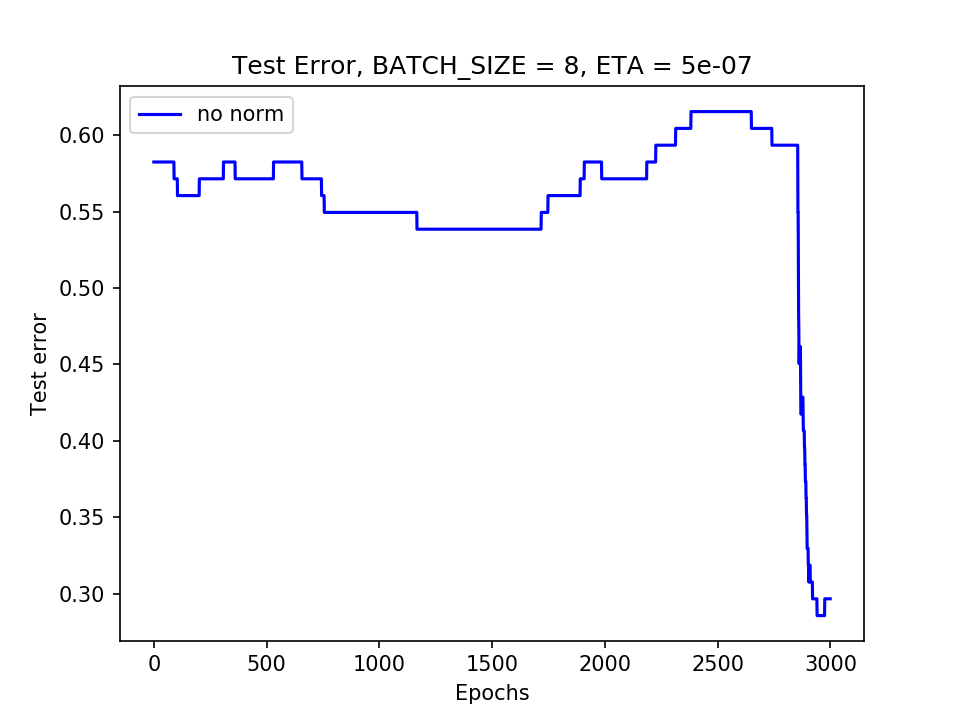 Test Error, BATCH_SIZE = 8, ETA = 5e-07
no norm
0.60
0.55
0.50
0.45
0.40
0.35
0.30
Test error
0 500 1000 1500 2000 2500 3000
Epochs